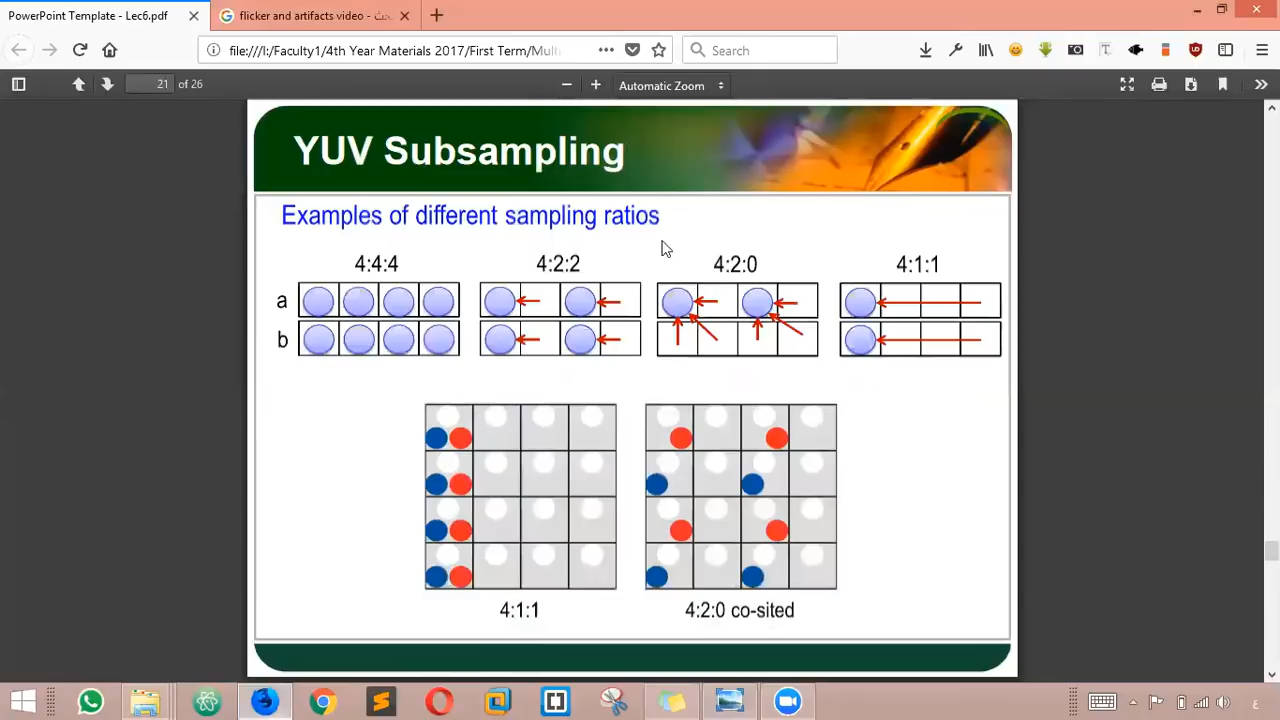 PowerPoint Template - Lec6.pdf
flicker and artifacts video - بحث
file:///I:/Faculty1/4th Year Materials 2017/First Term/Mult
Search
21 of 26
Automatic Zoom
YUV Subsampling
Examples of different sampling ratios
4:4:4 4:2:2 4:2:0 4:1:1
a
b
4:1:1 4:2:0 co-sited
ع